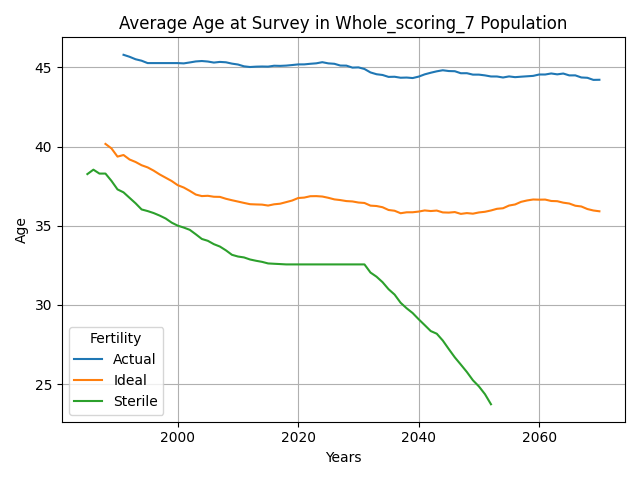 Average Age at Survey in Whole_scoring_7 Population
Age
45
40
35
30
25
Fertility
Actual
Ideal
Sterile
2000
2020
2040
2060
Years